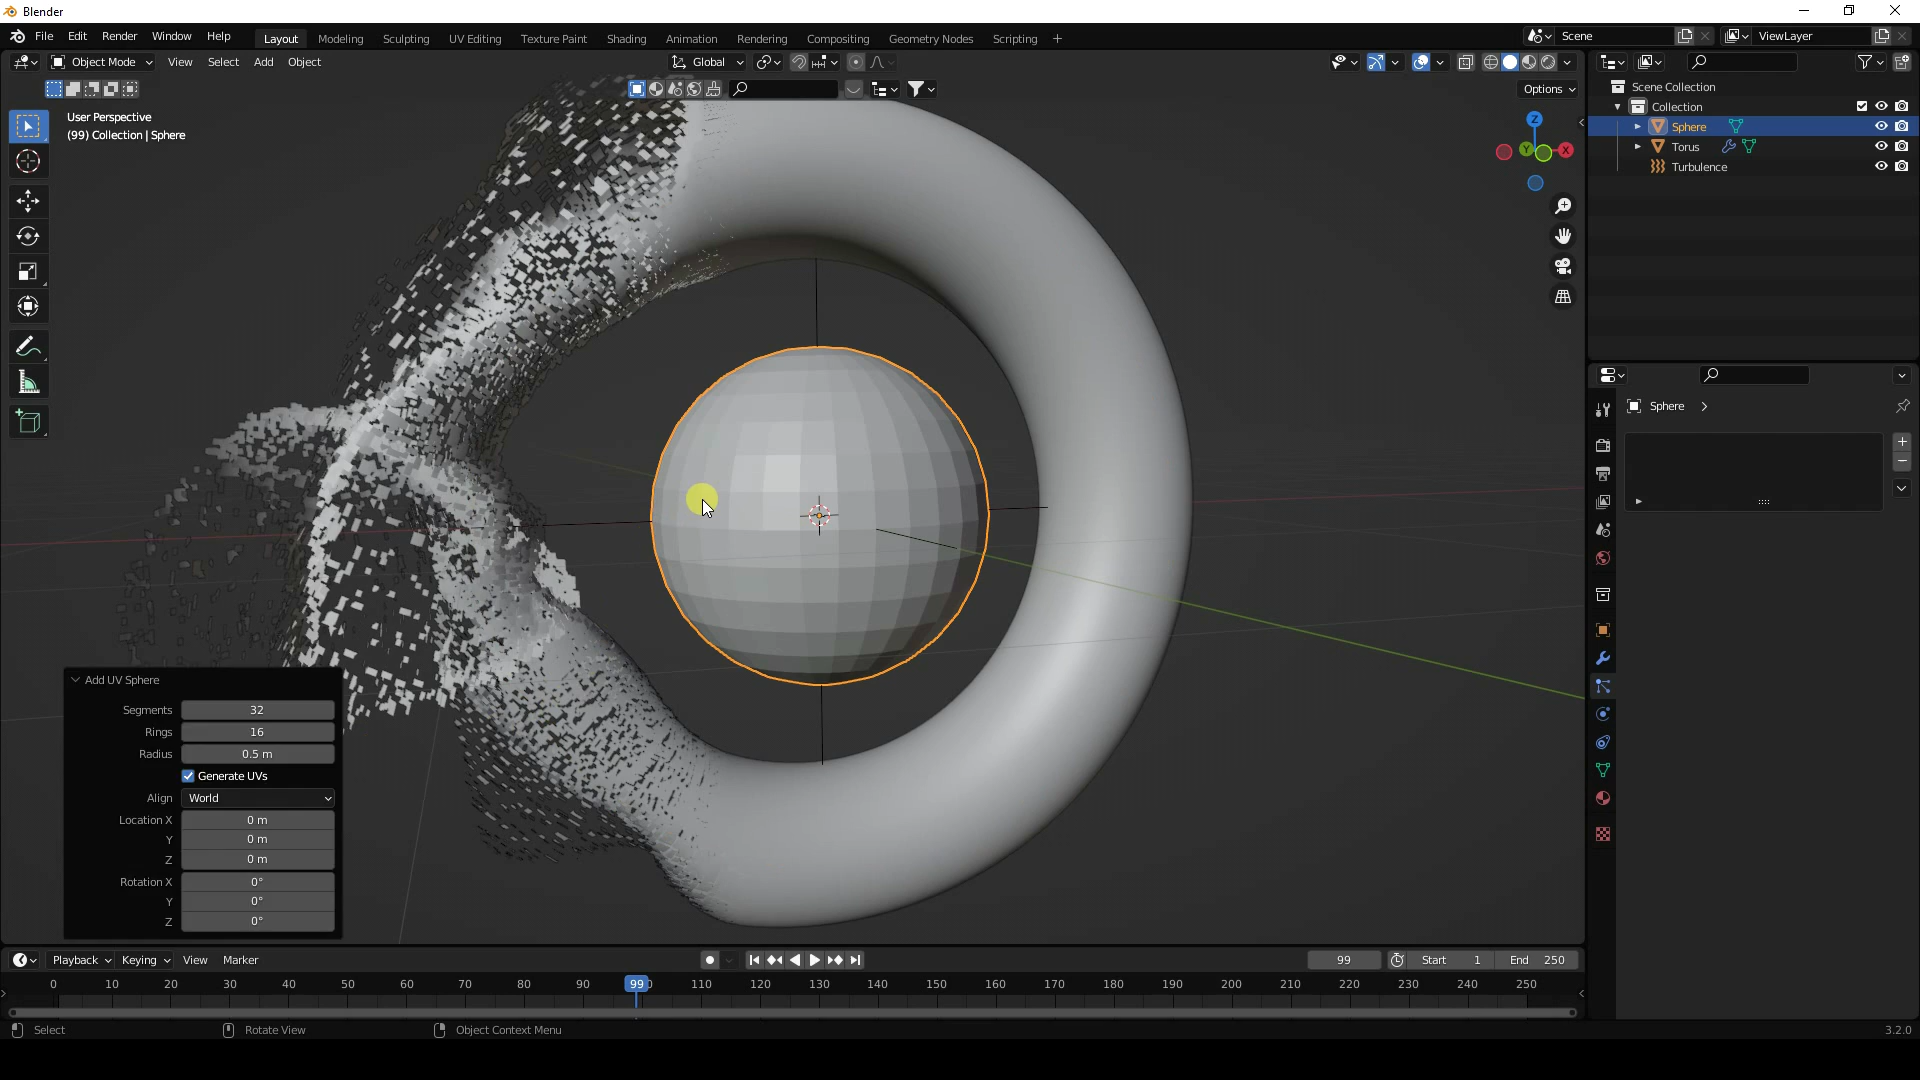 Blender
File Edit Render Window Help Layout Modeling Sculpting UV Editing Texture Paint Shading Animation Rendering Compositing Geometry Nodes Scripting + Scene ViewLayer
Object Mode View Select Add Object Global
Options
User Perspective
(99) Collection | Sphere
Z
Y
X
Scene Collection
Collection
Sphere
Torus
Turbulence
Sphere
Add UV Sphere
Segments 32
Rings 16
Radius 0.5 m
Generate UVs
Align World
Location X 0 m
Y 0 m
Z 0 m
Rotation X 0°
Y 0°
Z 0°
Playback Keying View Marker 99 Start 1 End 250
0 10 20 30 40 50 60 70 80 90 99 110 120 130 140 150 160 170 180 190 200 210 220 230 240 250
Select Rotate View Object Context Menu 3.2.0